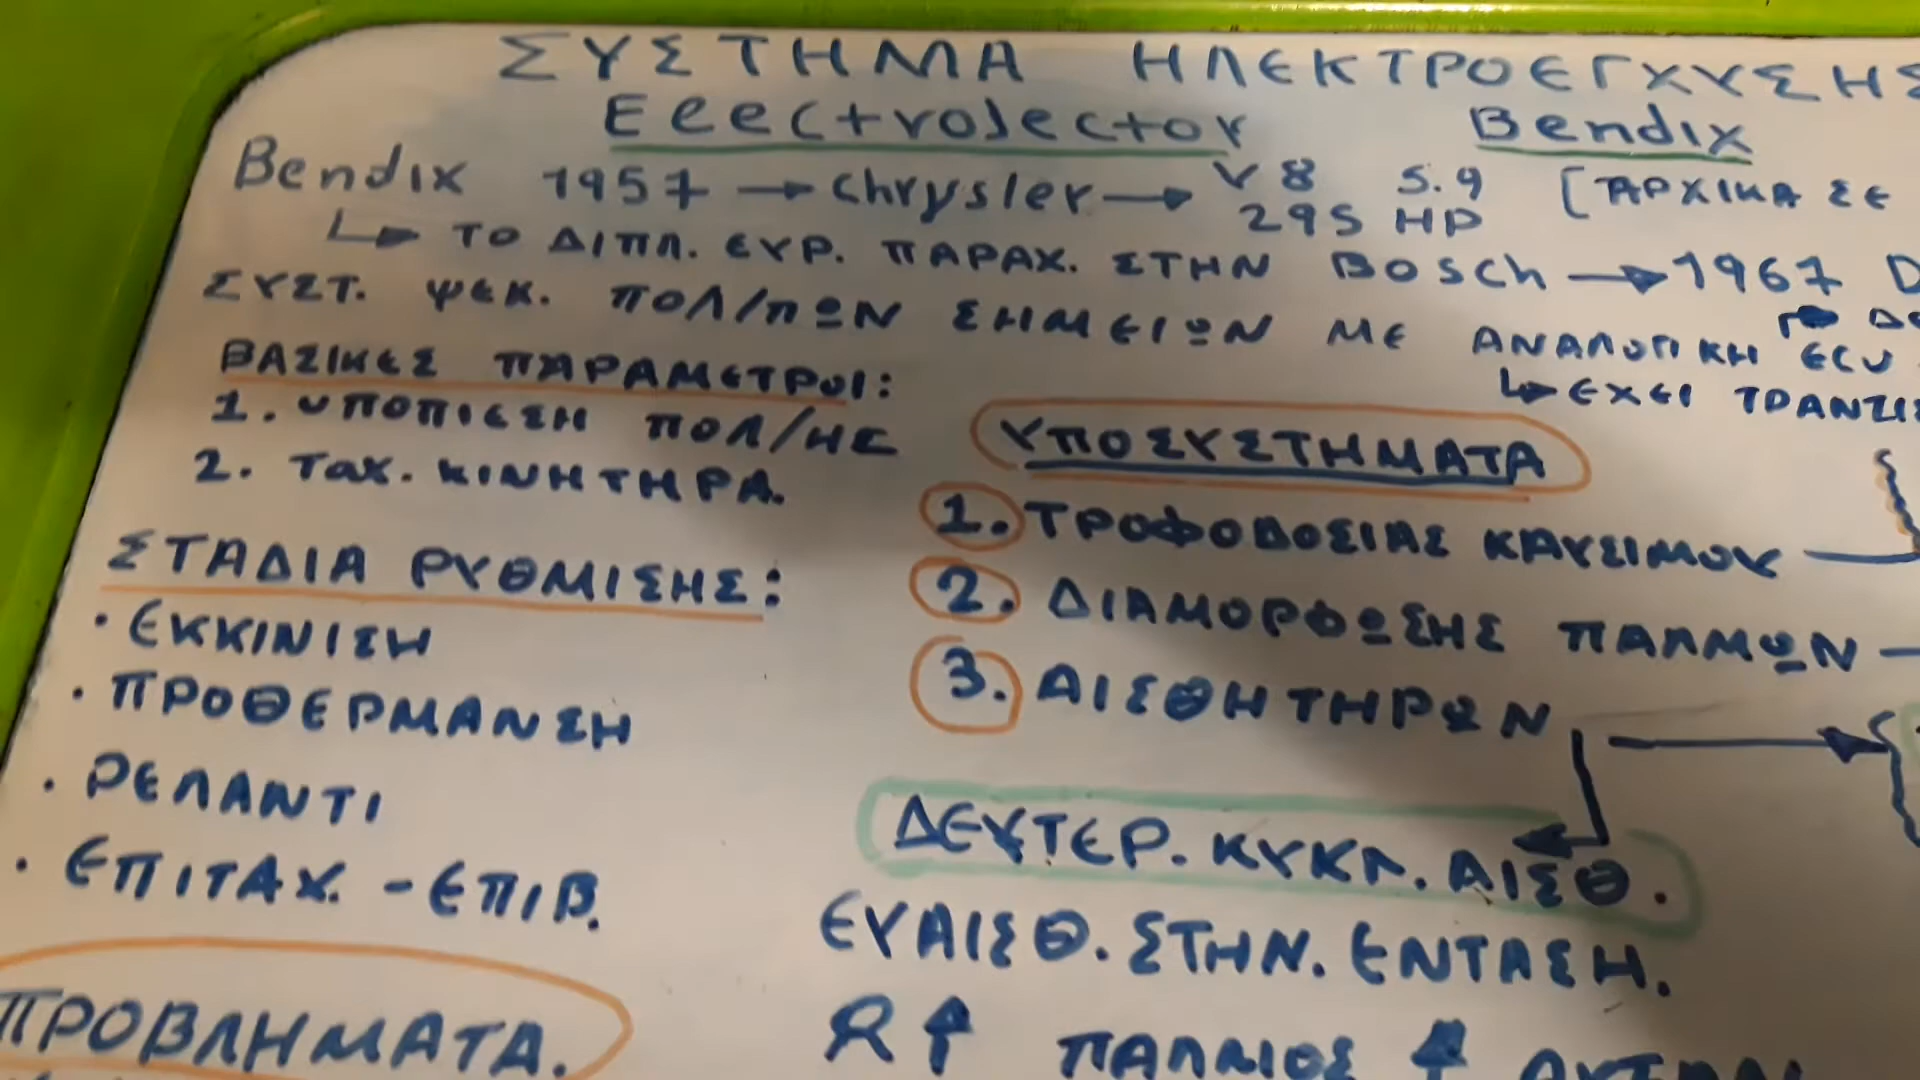 ΣΥΣΤΗΜΑ ΗΛΕΚΤΡΟΕΓΧΥΣΗΣ
Electrojector Bendix
Bendix 1957 → Chrysler → V8 5.9 [ΑΡΧΙΚΑ ΣΕ
295 HP
↳ ΤΟ ΔΙΠΛ. ΕΥΡ. ΠΑΡΑΧ. ΣΤΗΝ BOSCh → 1967 D
ΣΥΣΤ. ΨΕΚ. ΠΟΛ/ΠΩΝ ΣΗΜΕΙΩΝ ΜΕ ΑΝΑΛΟΓΙΚΗ ECU
↳ ΕΧΕΙ ΤΡΑΝΖΙΣ
ΒΑΣΙΚΕΣ ΠΑΡΑΜΕΤΡΟΙ:
1. ΥΠΟΠΙΕΣΗ ΠΟΛ/ΗΣ
2. Ταχ. ΚΙΝΗΤΗΡΑ.
ΣΤΑΔΙΑ ΡΥΘΜΙΣΗΣ:
· ΕΚΚΙΝΙΣΗ
· ΠΡΟΘΕΡΜΑΝΣΗ
· ΡΕΛΑΝΤΙ
· ΕΠΙΤΑΧ. - ΕΠΙΒ.
ΠΡΟΒΛΗΜΑΤΑ.
ΥΠΟΣΥΣΤΗΜΑΤΑ
1. ΤΡΟΦΟΔΟΣΙΑΣ ΚΑΥΣΙΜΟΥ
2. ΔΙΑΜΟΡΦΩΣΗΣ ΠΑΛΜΩΝ
3. ΑΙΣΘΗΤΗΡΩΝ
ΔΕΥΤΕΡ. ΚΥΚΛ. ΑΙΣΘ.
ΕΥΑΙΣΘ. ΣΤΗΝ. ΕΝΤΑΣΗ.
R↑ ΠΑΛΜΟΣ ↑